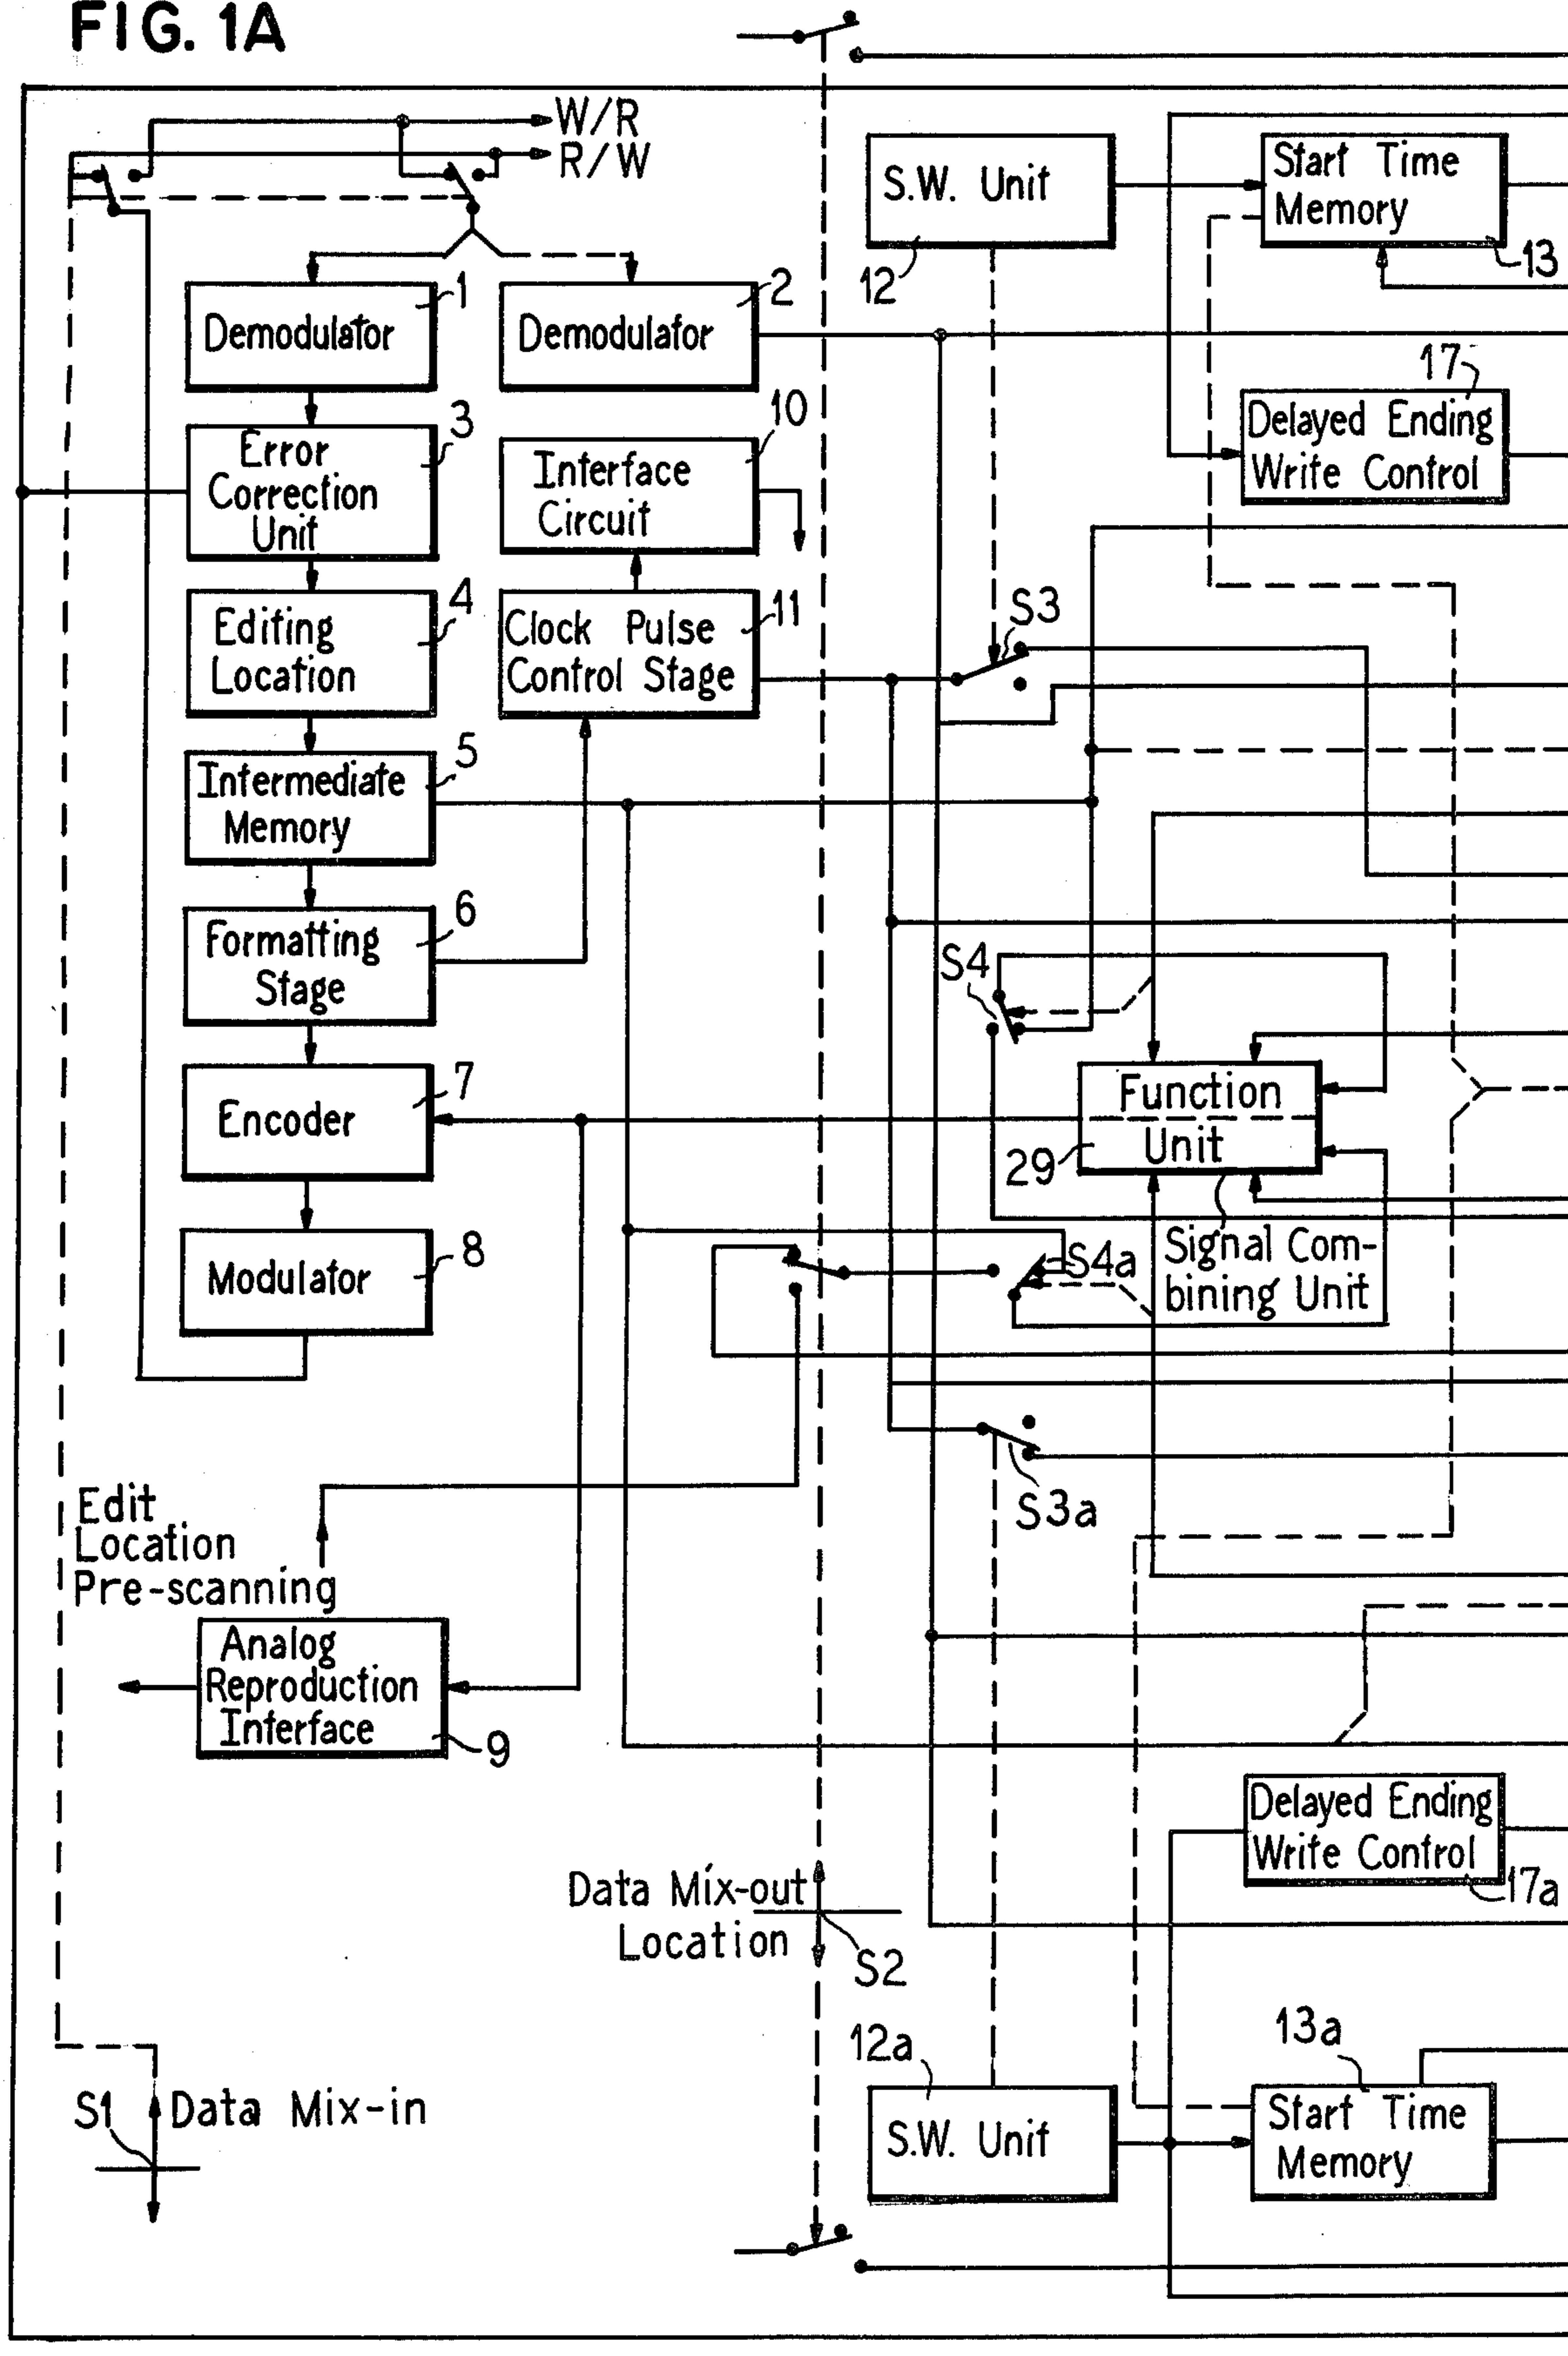 FIG. 1A
W/R
R/W
S.W. Unit
12
Start Time
Memory
13
1
Demodulator
2
Demodulator
17
Delayed Ending
Write Control
3
Error
Correction
Unit
10
Interface
Circuit
4
Editing
Location
11
Clock Pulse
Control Stage
S3
5
Intermediate
Memory
6
Formatting
Stage
S4
7
Encoder
Function
Unit
29
8
Modulator
S4a
Signal Com-
bining Unit
S3a
Edit
Location
Pre-scanning
Analog
Reproduction
Interface
9
Delayed Ending
Write Control
17a
Data Mix-out
Location
S2
12a
S.W. Unit
13a
Start Time
Memory
S1
Data Mix-in